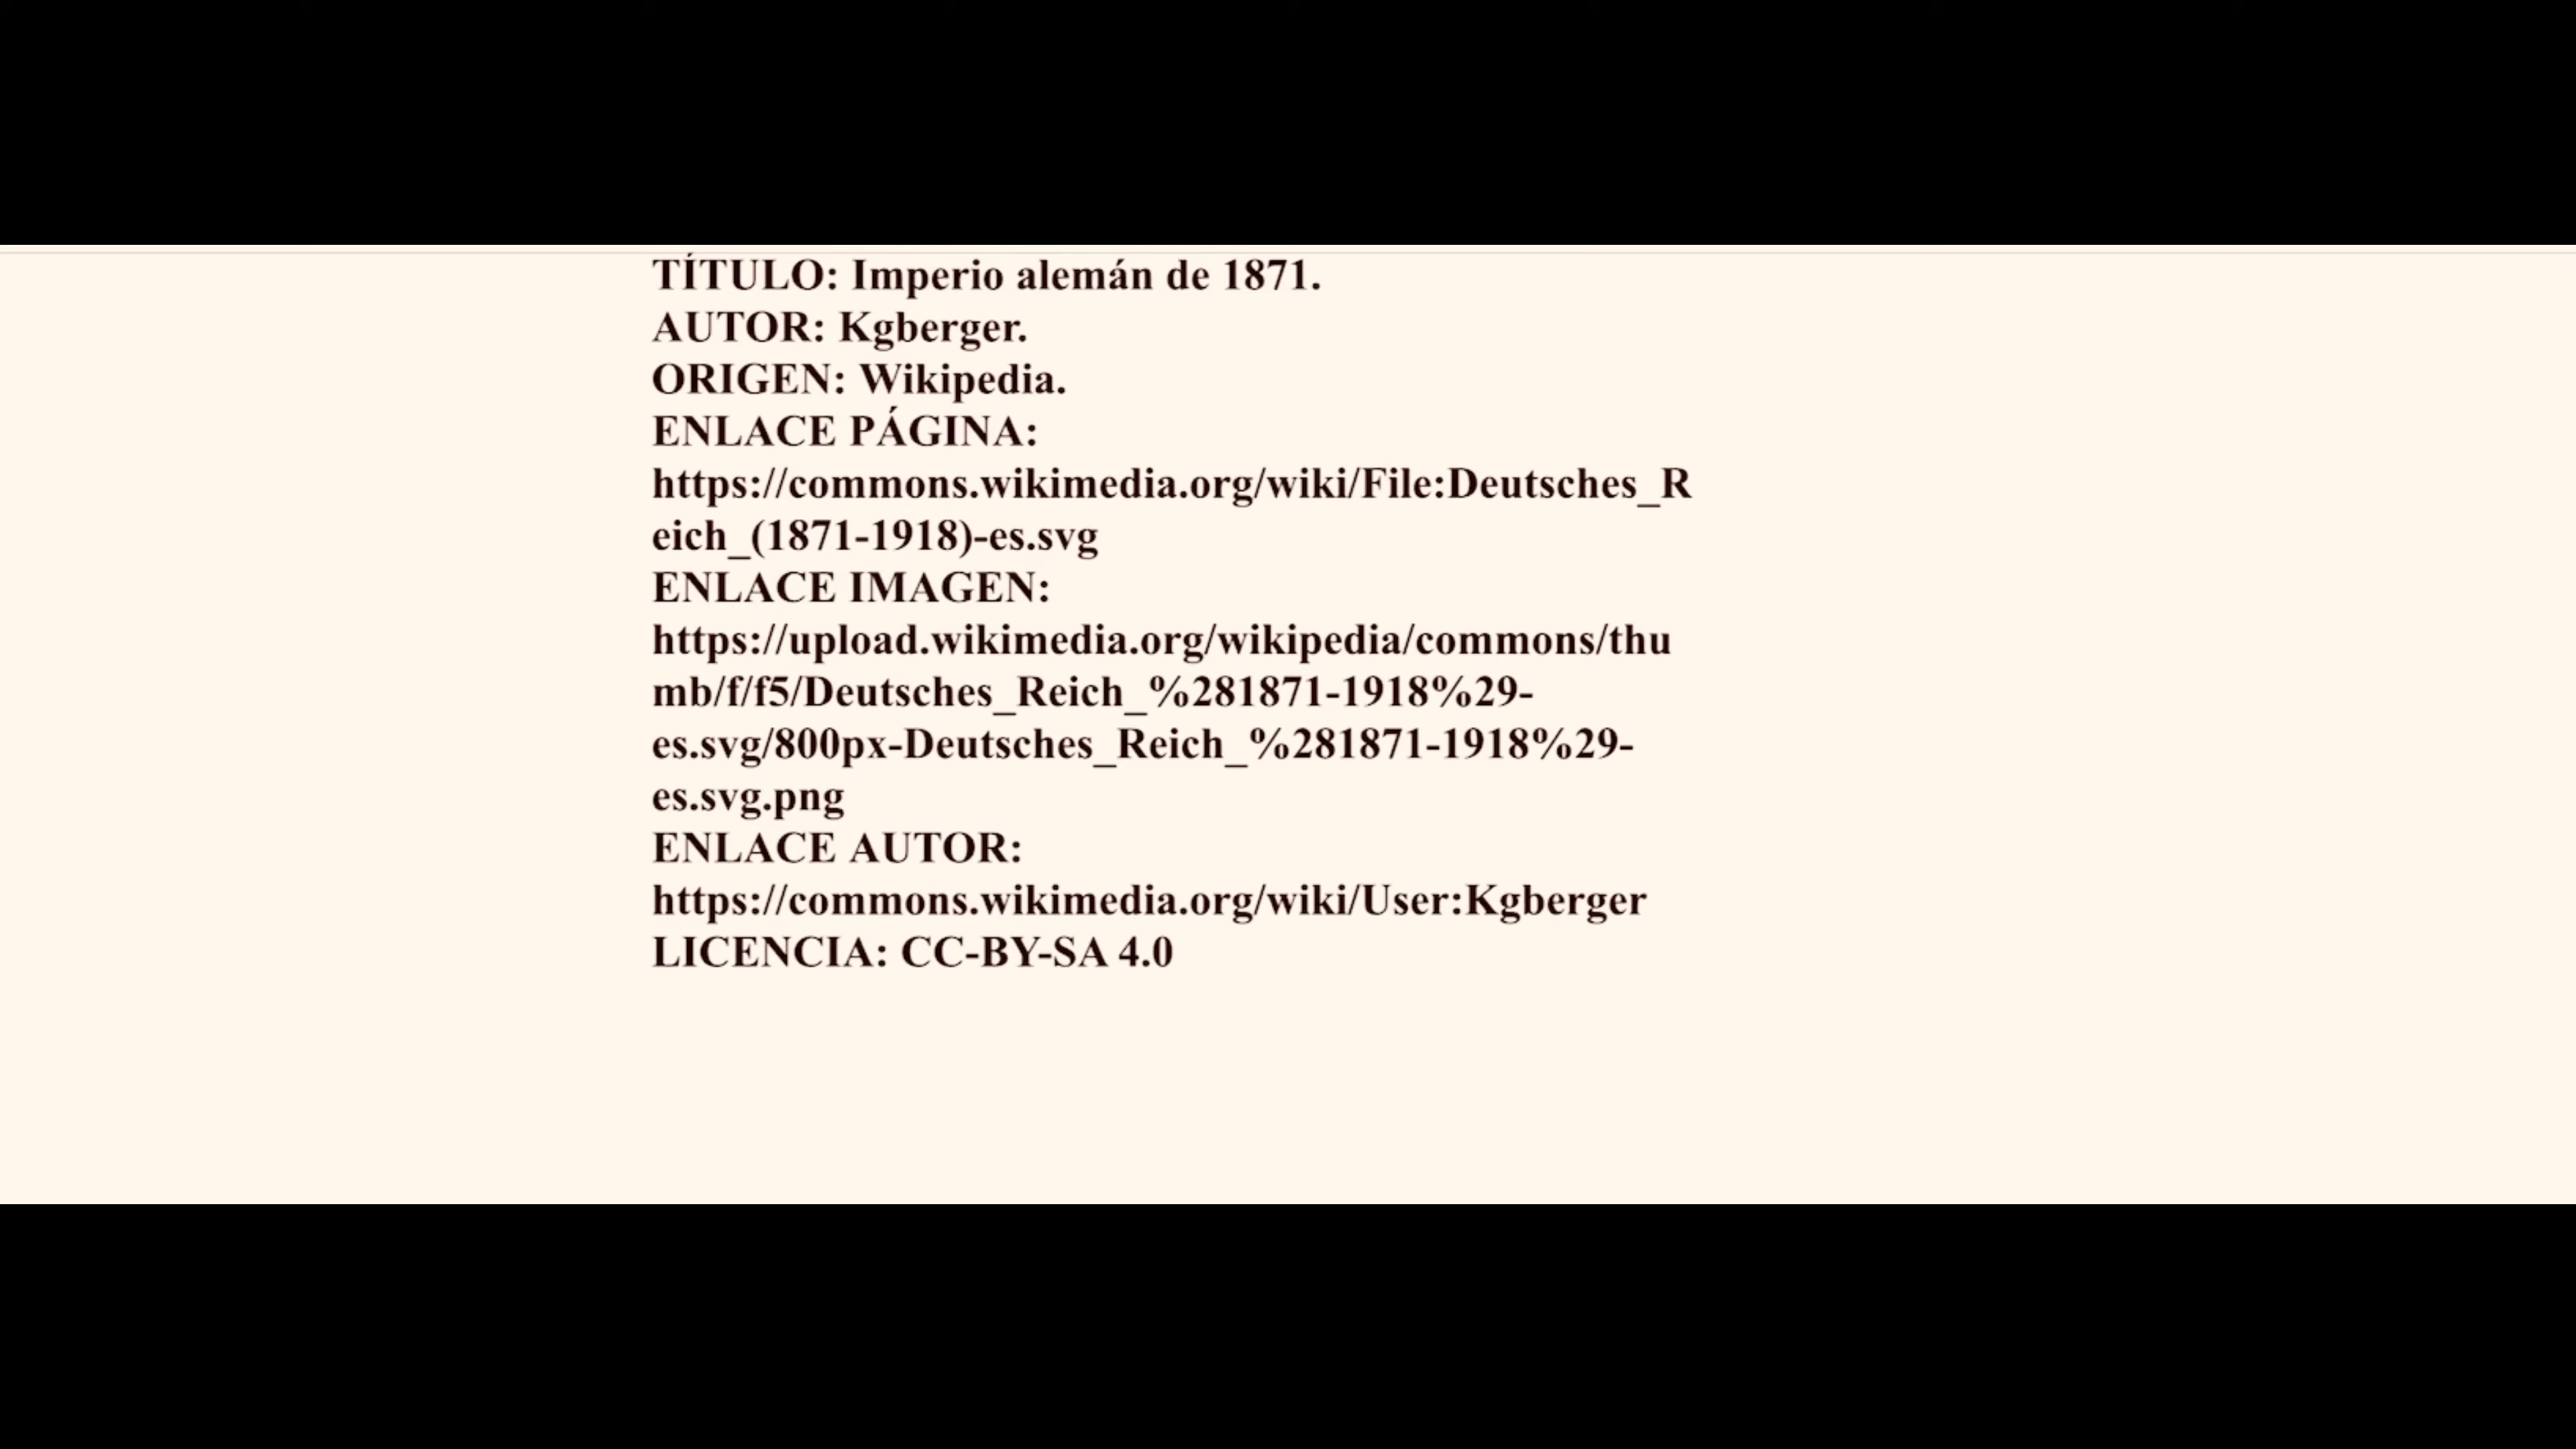 TÍTULO: Imperio alemán de 1871.
AUTOR: Kgberger.
ORIGEN: Wikipedia.
ENLACE PÁGINA:
https://commons.wikimedia.org/wiki/File:Deutsches_R
eich_(1871-1918)-es.svg
ENLACE IMAGEN:
https://upload.wikimedia.org/wikipedia/commons/thu
mb/f/f5/Deutsches_Reich_%281871-1918%29-
es.svg/800px-Deutsches_Reich_%281871-1918%29-
es.svg.png
ENLACE AUTOR:
https://commons.wikimedia.org/wiki/User:Kgberger
LICENCIA: CC-BY-SA 4.0